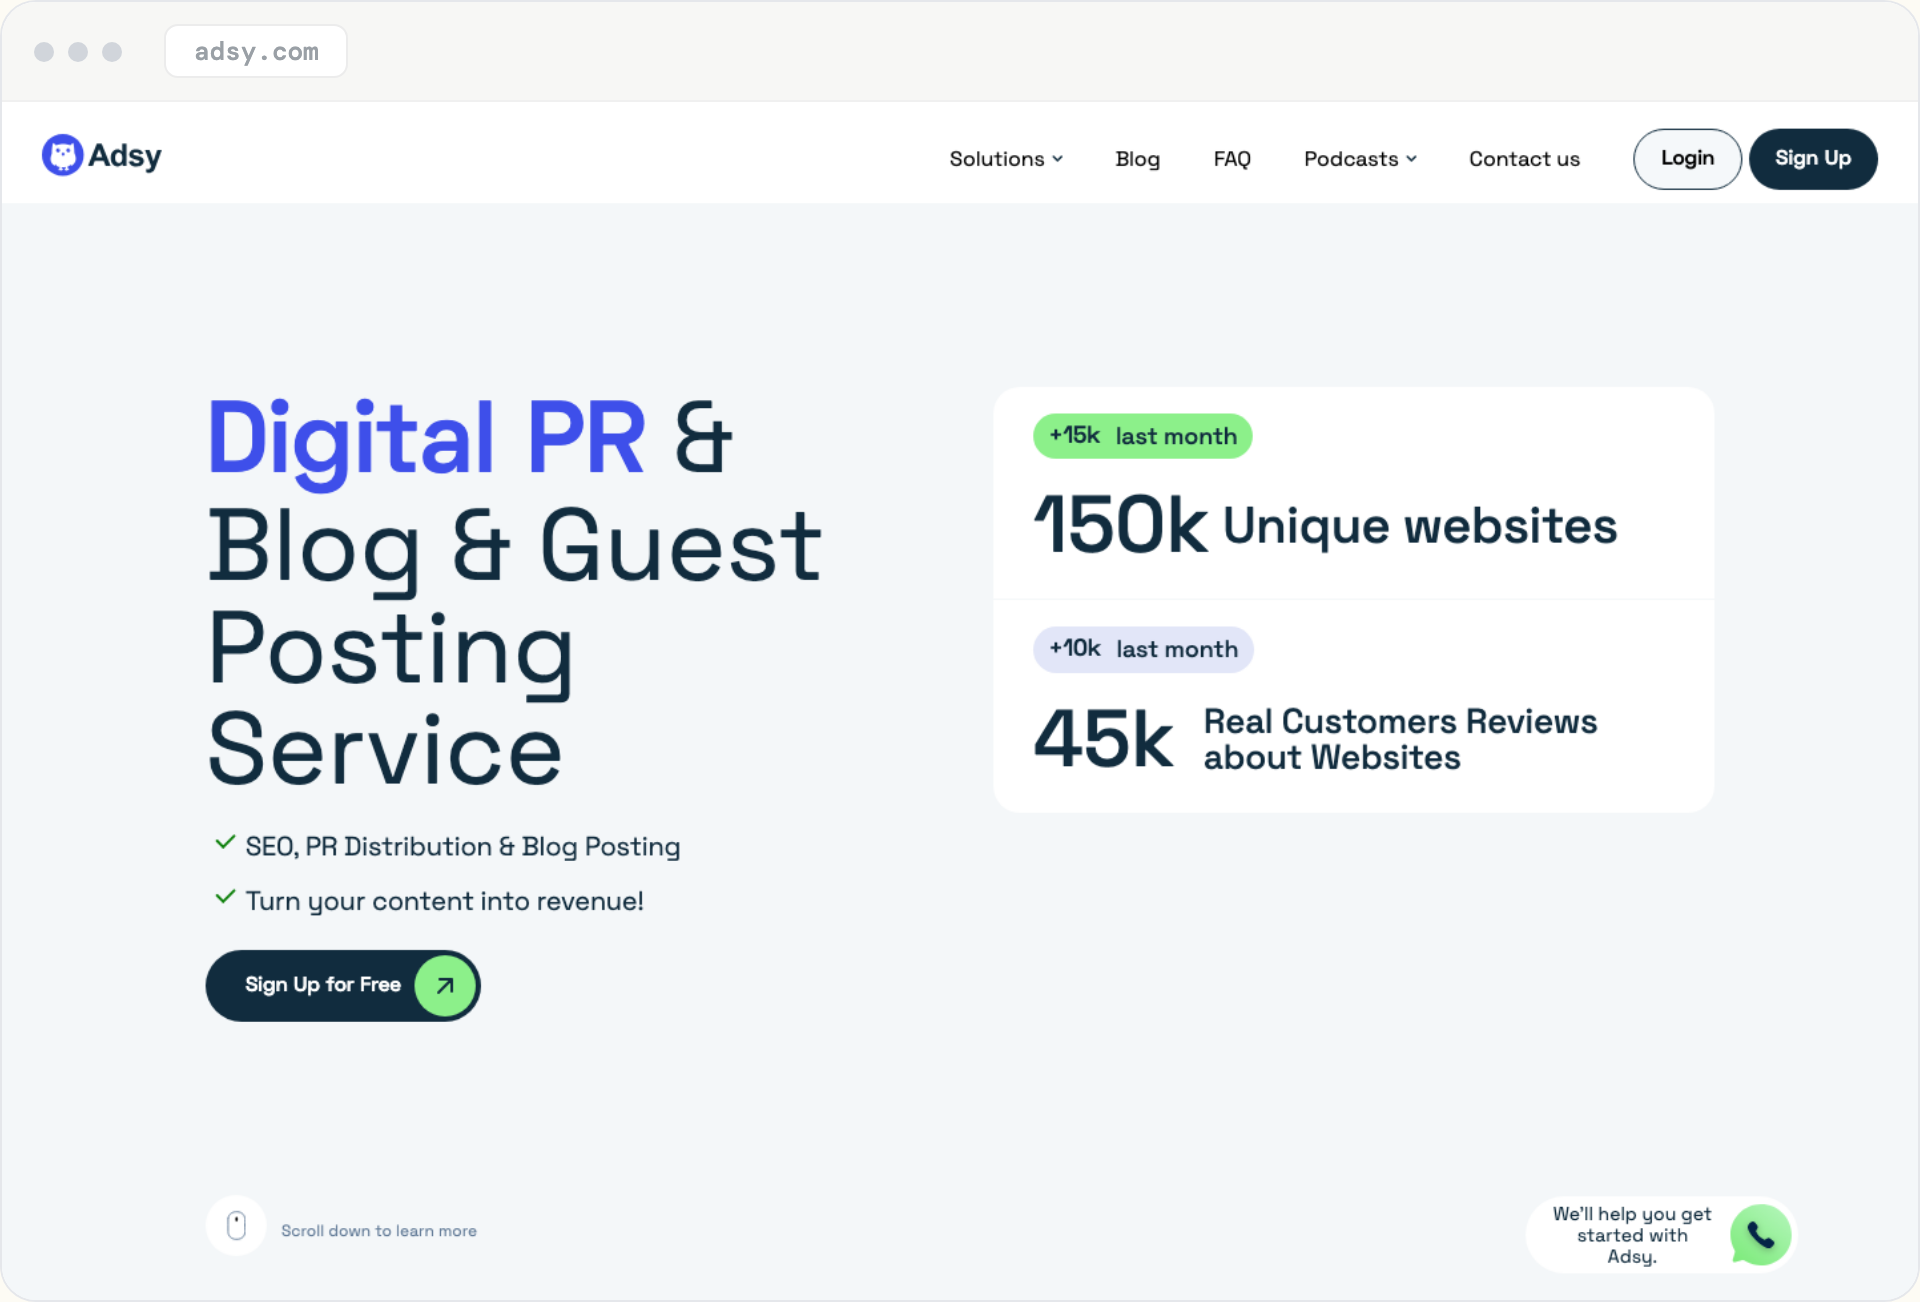 adsy.com
Adsy
Solutions
Blog
FAQ
Podcasts
Contact us
Login
Sign Up
Digital PR &
Blog & Guest
Posting
Service
SEO, PR Distribution & Blog Posting
Turn your content into revenue!
Sign Up for Free
+15k last month
150k Unique websites
+10k last month
45k Real Customers Reviews
about Websites
Scroll down to learn more
We'll help you get
started with
Adsy.